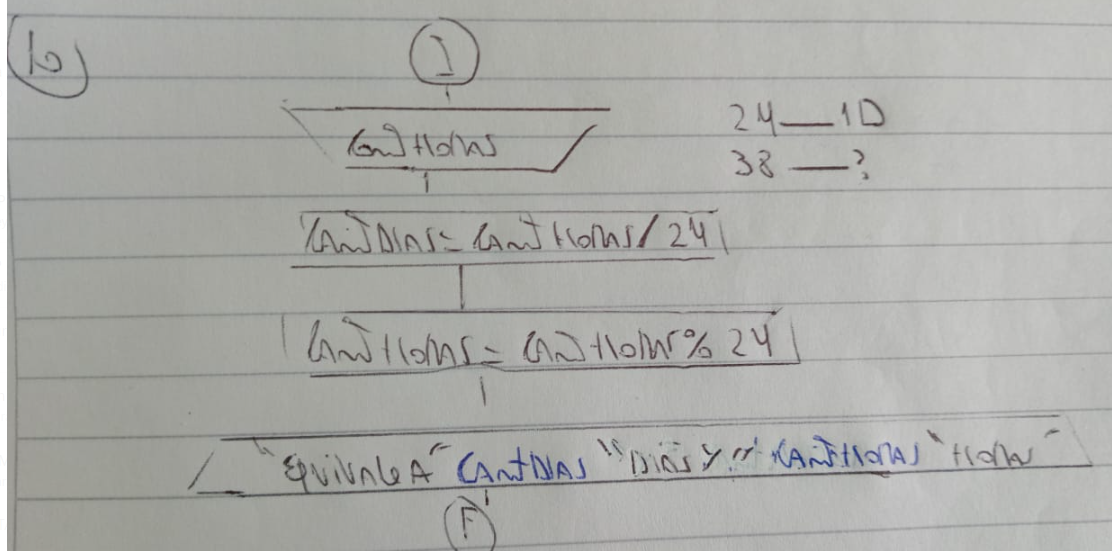 b)
I
CantHoras
24 — 1D
38 — ?
CantDias = CantHoras / 24
CantHoras = CantHoras % 24
"Equivale A" CantDias "Dias y" CantHoras "Horas"
F